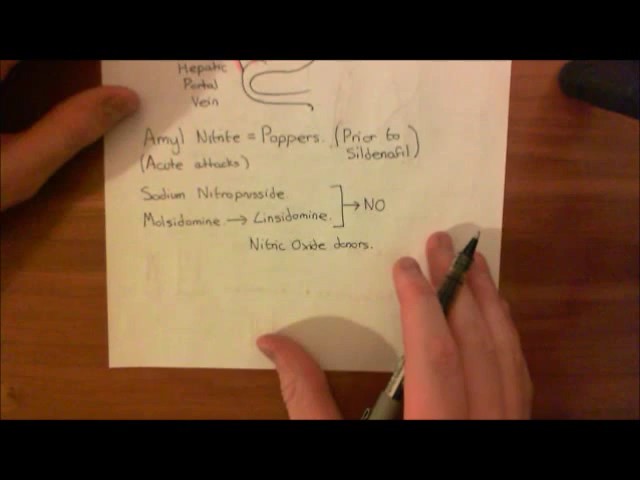 Hepatic
Portal
Vein
Amyl Nitrite = Poppers. (Prior to Sildenafil)
(Acute attacks)
Sodium Nitroprusside
Molsidomine → Linsidomine. → NO
Nitric Oxide donors.